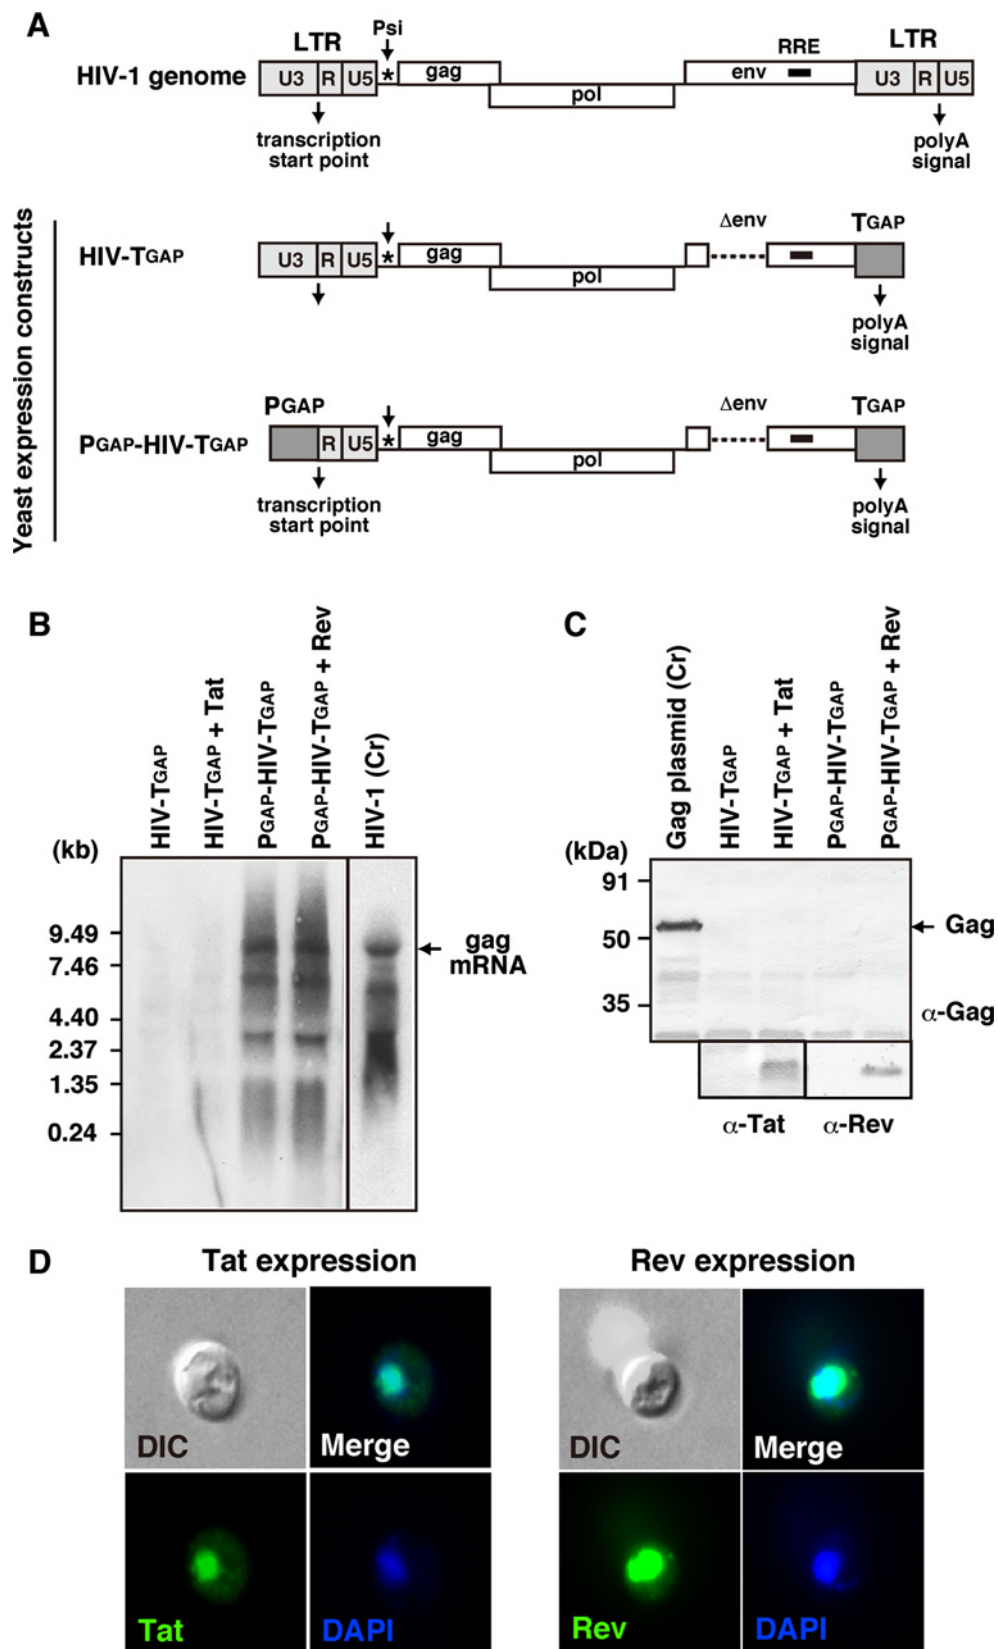 A
Psi
LTR
RRE
LTR
HIV-1 genome
U3 R U5 * gag env U3 R U5
pol
transcription
start point
polyA
signal
Yeast expression constructs
Δenv
TGAP
HIV-TGAP
U3 R U5 * gag
pol
polyA
signal
PGAP
Δenv
TGAP
PGAP-HIV-TGAP
R U5 * gag
pol
transcription
start point
polyA
signal
B
HIV-TGAP
HIV-TGAP + Tat
PGAP-HIV-TGAP
PGAP-HIV-TGAP + Rev
HIV-1 (Cr)
(kb)
9.49
7.46
4.40
2.37
1.35
0.24
gag
mRNA
C
Gag plasmid (Cr)
HIV-TGAP
HIV-TGAP + Tat
PGAP-HIV-TGAP
PGAP-HIV-TGAP + Rev
(kDa)
91
50
35
Gag
α-Gag
α-Tat
α-Rev
D
Tat expression
DIC
Merge
Tat
DAPI
Rev expression
DIC
Merge
Rev
DAPI